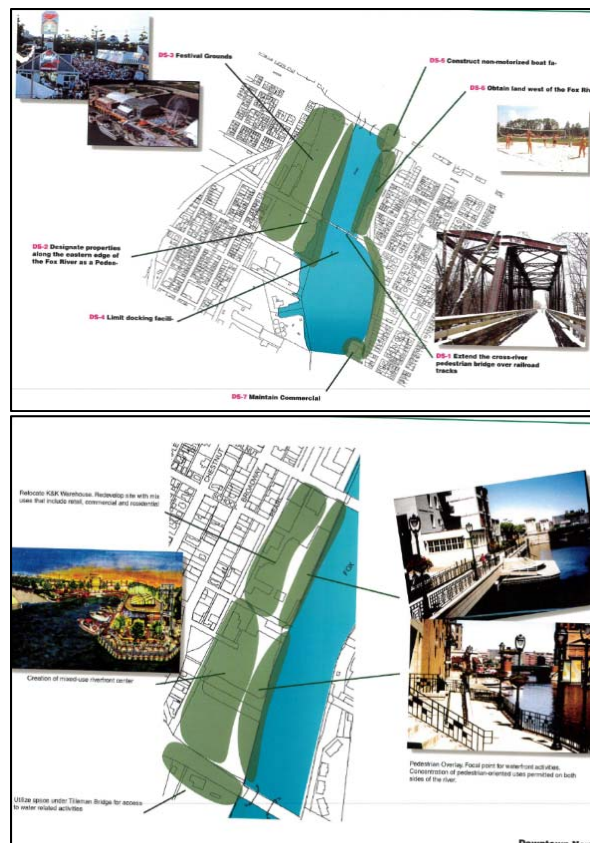 DS-3 Festival Grounds
DS-5 Construct non-motorized boat fa-
DS-6 Obtain land west of the Fox Riv
DS-2 Designate properties
along the eastern edge of
the Fox River as a Pedes-
DS-4 Limit docking facili-
DS-1 Extend the cross-river
pedestrian bridge over railroad
tracks
DS-7 Maintain Commercial
CHESTNUT
BROADWAY
Relocate K&K Warehouse. Redevelop site with mix
uses that include retail, commercial and residential
FOX
Creation of mixed-use riverfront center
Pedestrian Overlay. Focal point for waterfront activities.
Concentration of pedestrian-oriented uses permitted on both
sides of the river.
Utilize space under Tilleman Bridge for access
to water related activities